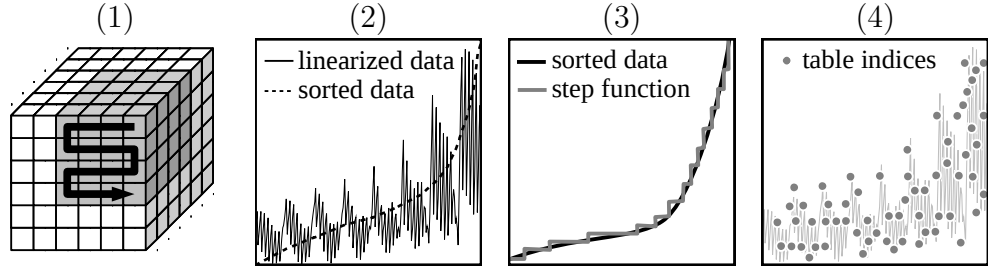 (1)
(2)
(3)
(4)
linearized data
sorted data
sorted data
step function
table indices